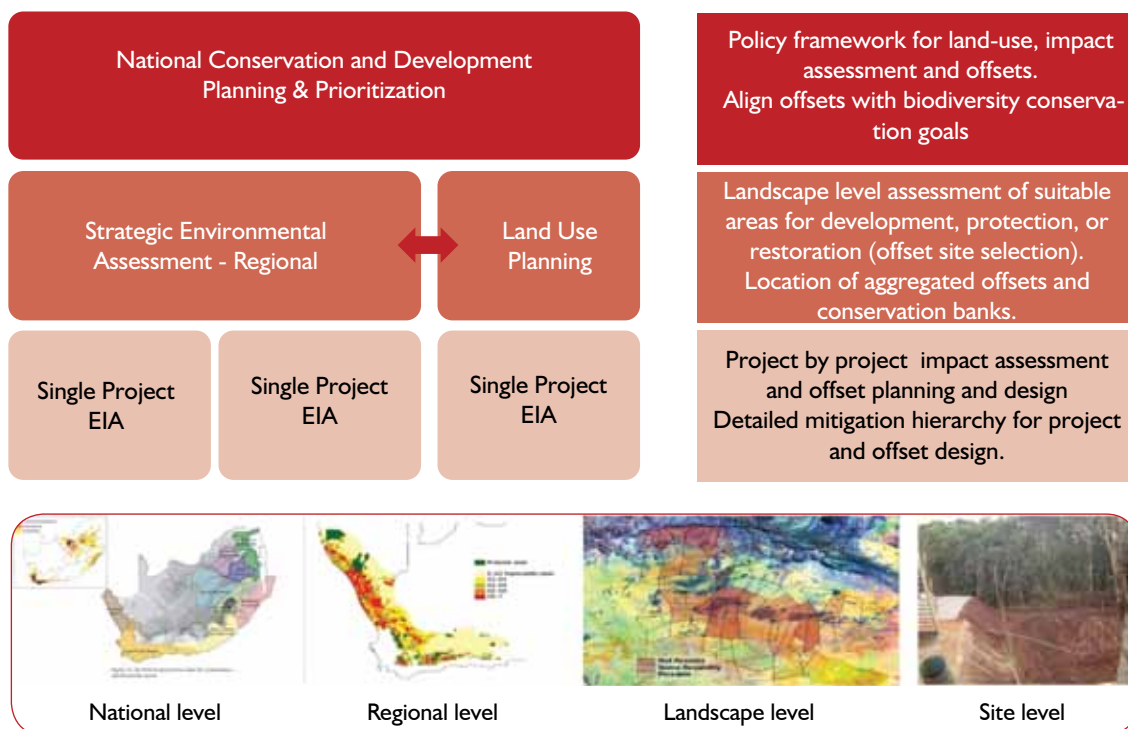 National Conservation and Development
Planning & Prioritization
Policy framework for land-use, impact
assessment and offsets.
Align offsets with biodiversity conserva-
tion goals
Strategic Environmental
Assessment - Regional
Land Use
Planning
Landscape level assessment of suitable
areas for development, protection, or
restoration (offset site selection).
Location of aggregated offsets and
conservation banks.
Single Project
EIA
Single Project
EIA
Single Project
EIA
Project by project impact assessment
and offset planning and design
Detailed mitigation hierarchy for project
and offset design.
National level
Regional level
Landscape level
Site level